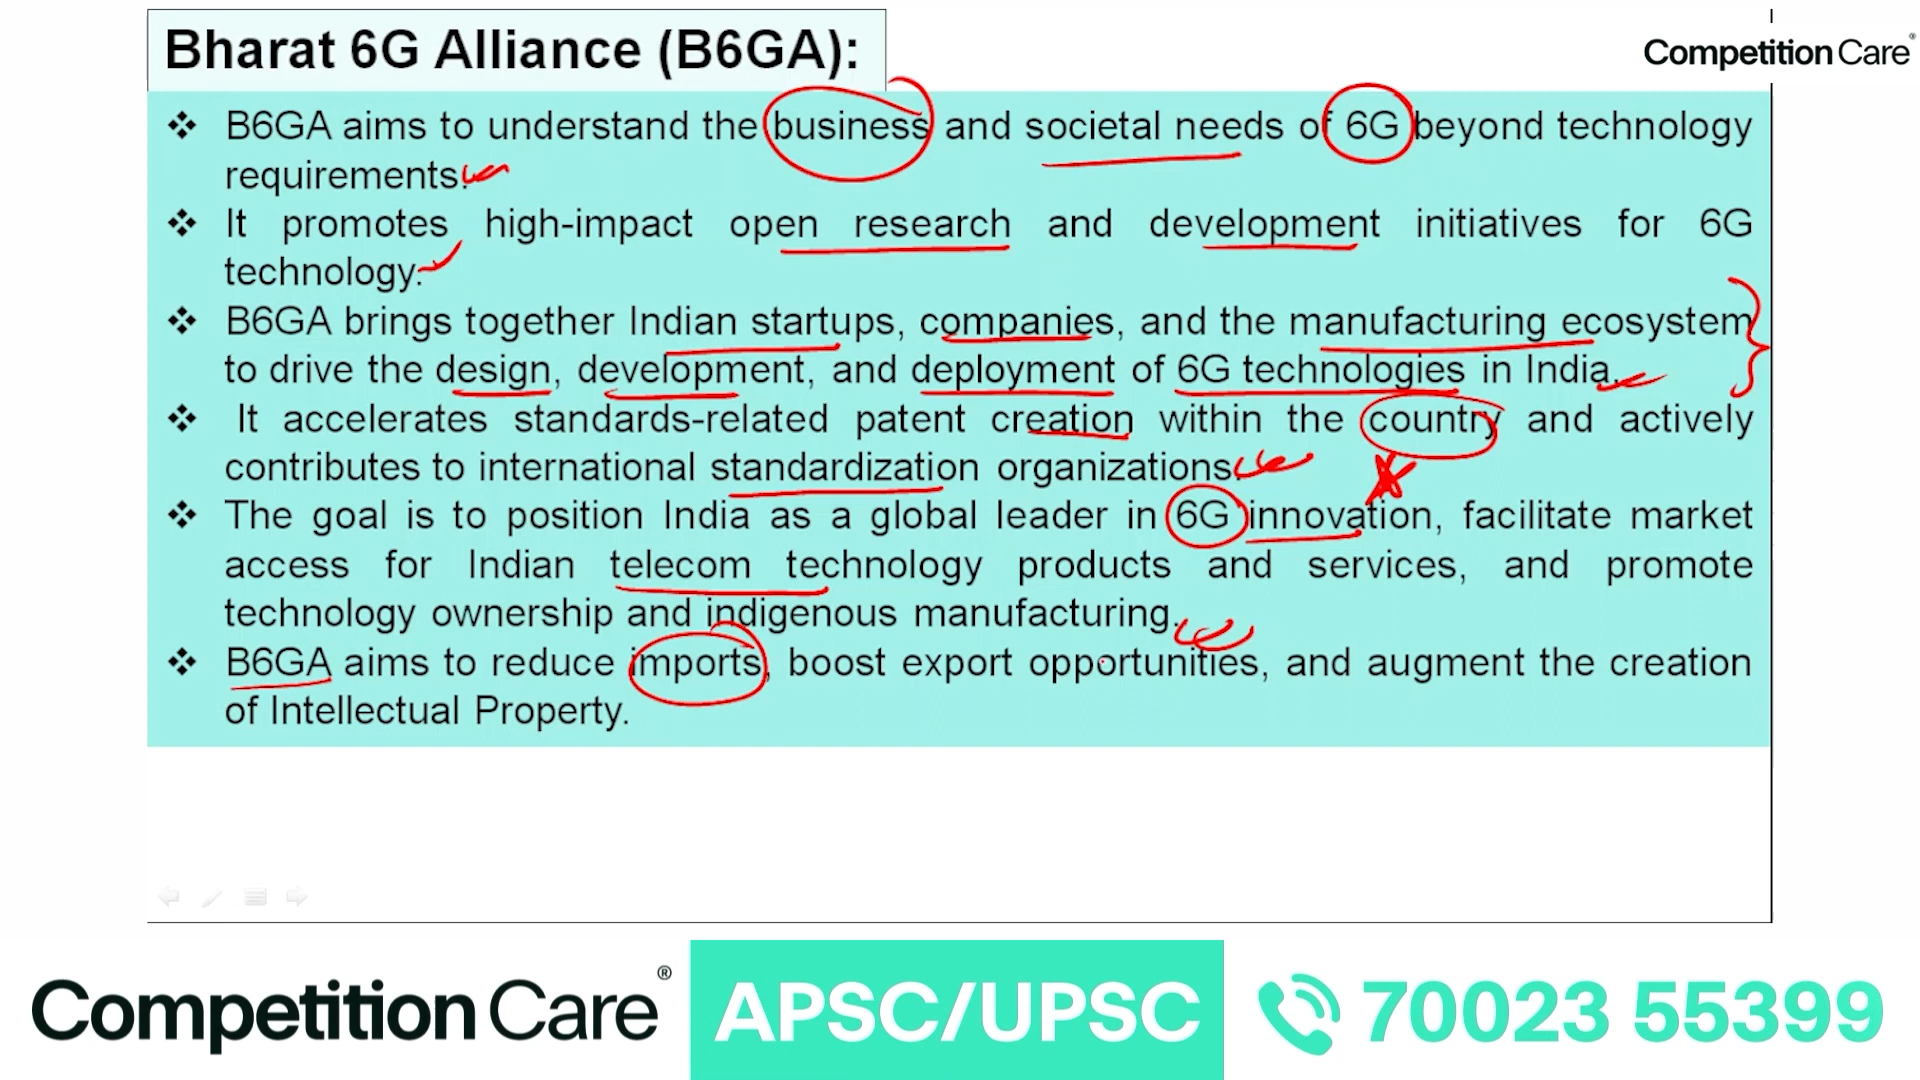 Bharat 6G Alliance (B6GA):
Competition Care®
❖ B6GA aims to understand the business and societal needs of 6G beyond technology
requirements.
❖ It promotes high-impact open research and development initiatives for 6G
technology.
❖ B6GA brings together Indian startups, companies, and the manufacturing ecosystem
to drive the design, development, and deployment of 6G technologies in India.
❖ It accelerates standards-related patent creation within the country and actively
contributes to international standardization organizations.
❖ The goal is to position India as a global leader in 6G innovation, facilitate market
access for Indian telecom technology products and services, and promote
technology ownership and indigenous manufacturing.
❖ B6GA aims to reduce imports, boost export opportunities, and augment the creation
of Intellectual Property.
Competition Care® APSC/UPSC 70023 55399